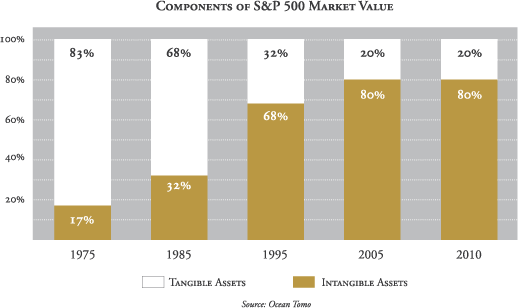 Components of S&P 500 Market Value
100%
80%
60%
40%
20%
83% 68% 32% 20% 20%
17% 32% 68% 80% 80%
1975 1985 1995 2005 2010
Tangible Assets Intangible Assets
Source: Ocean Tomo